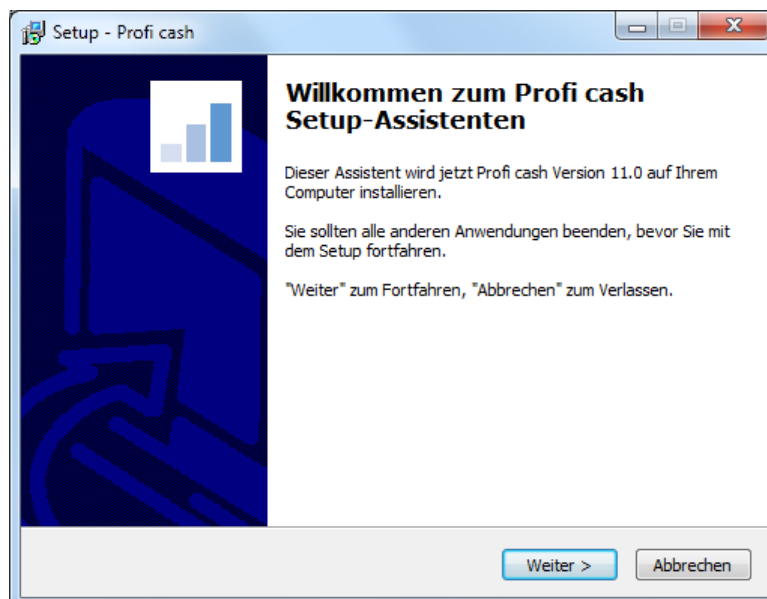 Setup - Profi cash
Willkommen zum Profi cash
Setup-Assistenten
Dieser Assistent wird jetzt Profi cash Version 11.0 auf Ihrem
Computer installieren.
Sie sollten alle anderen Anwendungen beenden, bevor Sie mit
dem Setup fortfahren.
"Weiter" zum Fortfahren, "Abbrechen" zum Verlassen.
Weiter >
Abbrechen